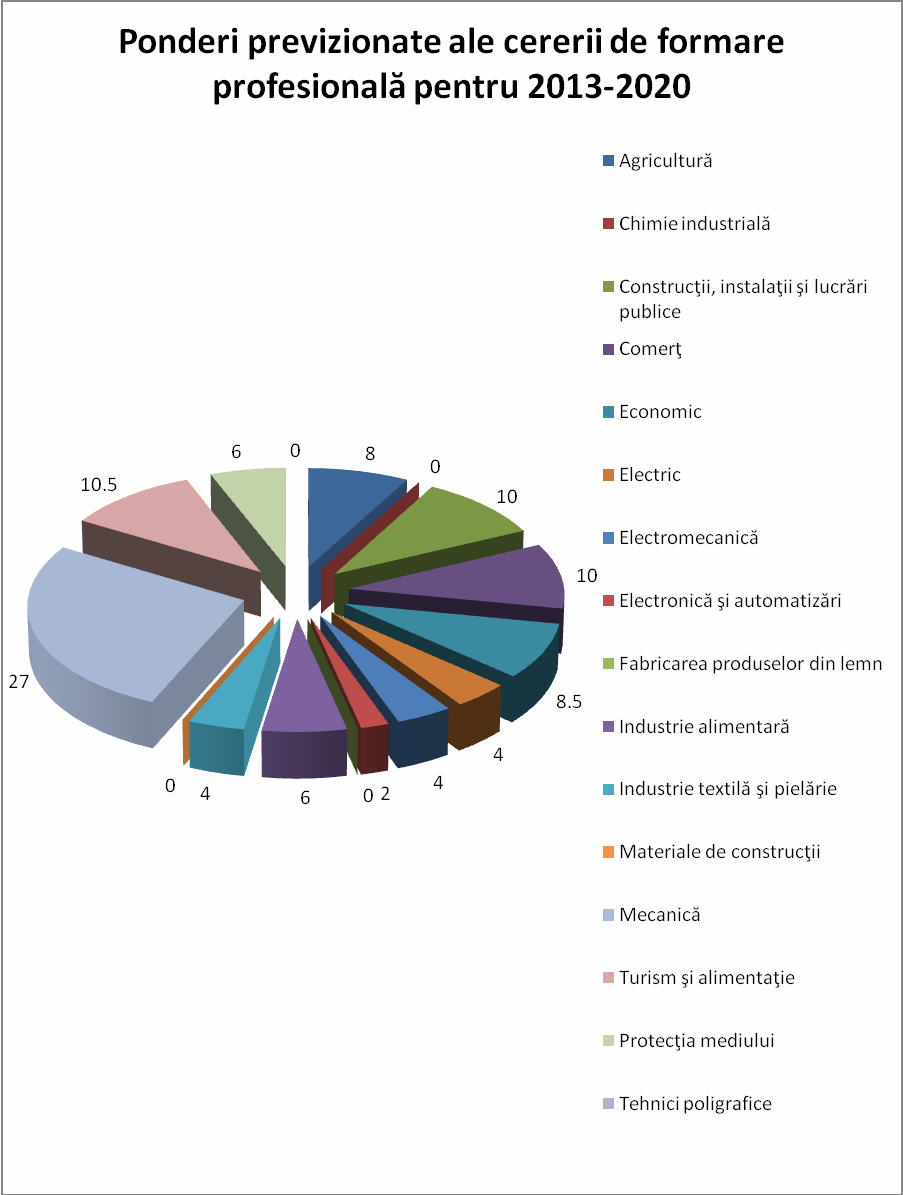 Ponderi previzionate ale cererii de formare
profesională pentru 2013-2020
Agricultură
Chimie industrială
Construcţii, instalaţii şi lucrări
publice
Comerţ
Economic
Electric
Electromecanică
Electronică şi automatizări
Fabricarea produselor din lemn
Industrie alimentară
Industrie textilă şi pielărie
Materiale de construcţii
Mecanică
Turism şi alimentaţie
Protecţia mediului
Tehnici poligrafice
8
0
10
10
8.5
4
4
2
0
6
4
0
27
10.5
6
0